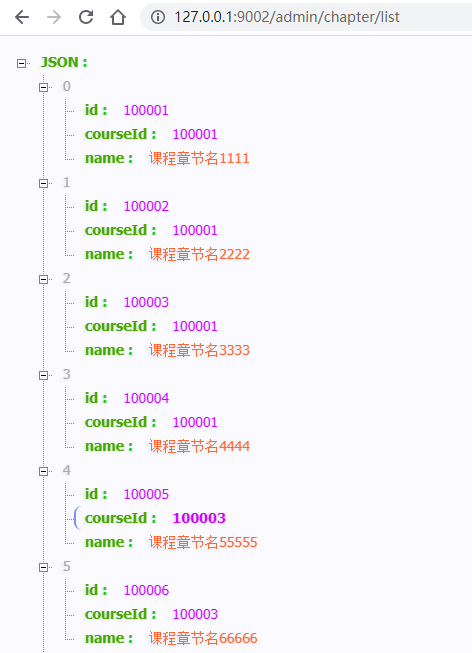 127.0.0.1:9002/admin/chapter/list
JSON :
0
id : 100001
courseId : 100001
name : 课程章节名1111
1
id : 100002
courseId : 100001
name : 课程章节名2222
2
id : 100003
courseId : 100001
name : 课程章节名3333
3
id : 100004
courseId : 100001
name : 课程章节名4444
4
id : 100005
courseId : 100003
name : 课程章节名55555
5
id : 100006
courseId : 100003
name : 课程章节名66666